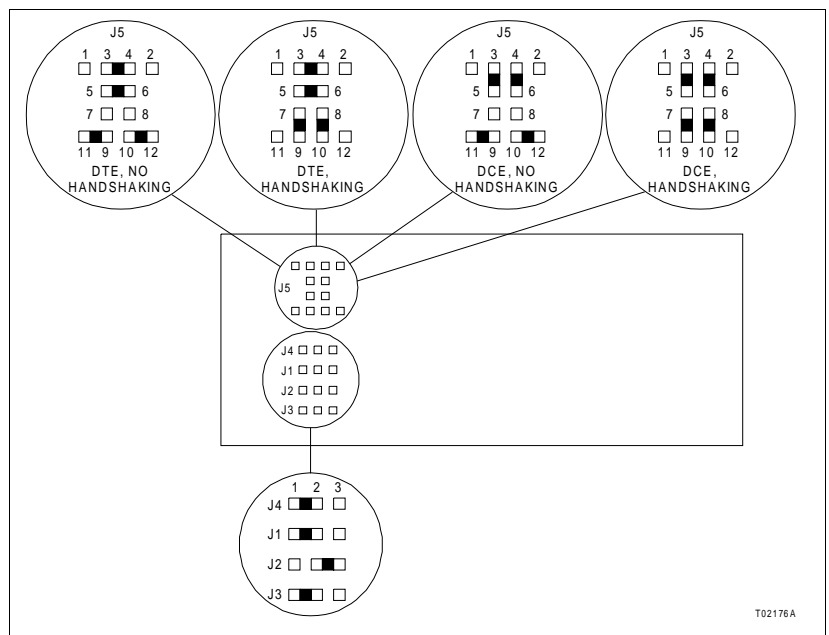 J5
1 3 4 2
5 6
7 8
11 9 10 12
DTE, NO
HANDSHAKING
J5
1 3 4 2
5 6
7 8
11 9 10 12
DTE,
HANDSHAKING
J5
1 3 4 2
5 6
7 8
11 9 10 12
DCE, NO
HANDSHAKING
J5
1 3 4 2
5 6
7 8
11 9 10 12
DCE,
HANDSHAKING
J5
J4
J1
J2
J3
1 2 3
J4
J1
J2
J3
T02176A